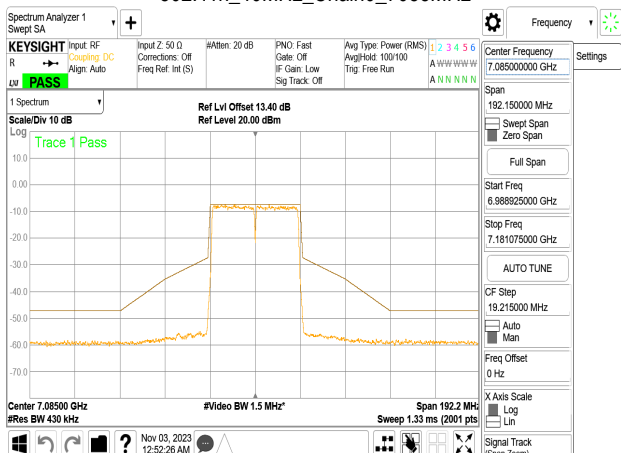 Spectrum Analyzer 1
Swept SA
+
Frequency
KEYSIGHT
R
LXI
PASS
Input: RF
Coupling: DC
Align: Auto
Input Z: 50 Ω
Corrections: Off
Freq Ref: Int (S)
#Atten: 20 dB
PNO: Fast
Gate: Off
IF Gain: Low
Sig Track: Off
Avg Type: Power (RMS)
Avg|Hold: 100/100
Trig: Free Run
1 2 3 4 5 6
A W W W W W
A N N N N N
Center Frequency
7.085000000 GHz
Settings
Span
192.150000 MHz
Swept Span
Zero Span
Full Span
Start Freq
6.988925000 GHz
Stop Freq
7.181075000 GHz
AUTO TUNE
CF Step
19.215000 MHz
Auto
Man
Freq Offset
0 Hz
X Axis Scale
Log
Lin
Signal Track
1 Spectrum
Scale/Div 10 dB
Ref Lvl Offset 13.40 dB
Ref Level 20.00 dBm
Log
Trace 1 Pass
10.0
0.00
-10.0
-20.0
-30.0
-40.0
-50.0
-60.0
-70.0
Center 7.08500 GHz
#Video BW 1.5 MHz*
Span 192.2 MHz
#Res BW 430 kHz
Sweep 1.33 ms (2001 pts)
?
Nov 03, 2023
12:52:26 AM